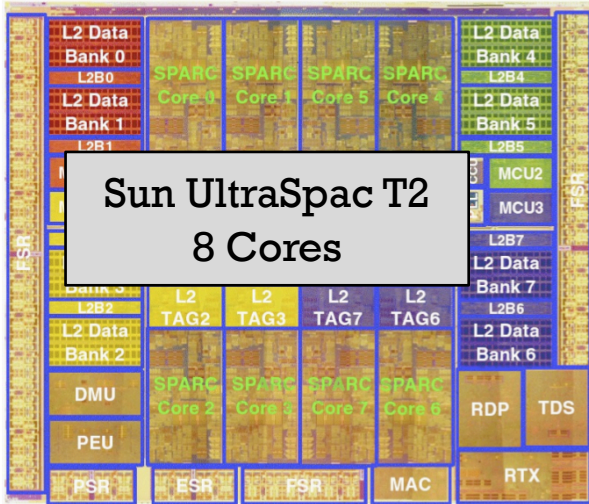 L2 Data
Bank 0
L2B0
L2 Data
Bank 1
L2B1
SPARC
Core 0
SPARC
Core 1
SPARC
Core 5
SPARC
Core 4
L2 Data
Bank 4
L2B4
L2 Data
Bank 5
L2B5
MCU2
MCU3
FSR
FSR
Sun UltraSpac T2
8 Cores
Bank 3
L2B2
L2 Data
Bank 2
L2
TAG2
L2
TAG3
L2
TAG7
L2
TAG6
L2B7
L2 Data
Bank 7
L2B6
L2 Data
Bank 6
SPARC
Core 2
SPARC
Core 3
SPARC
Core 7
SPARC
Core 6
DMU
PEU
RDP
TDS
RTX
PSR
ESR
FSR
MAC